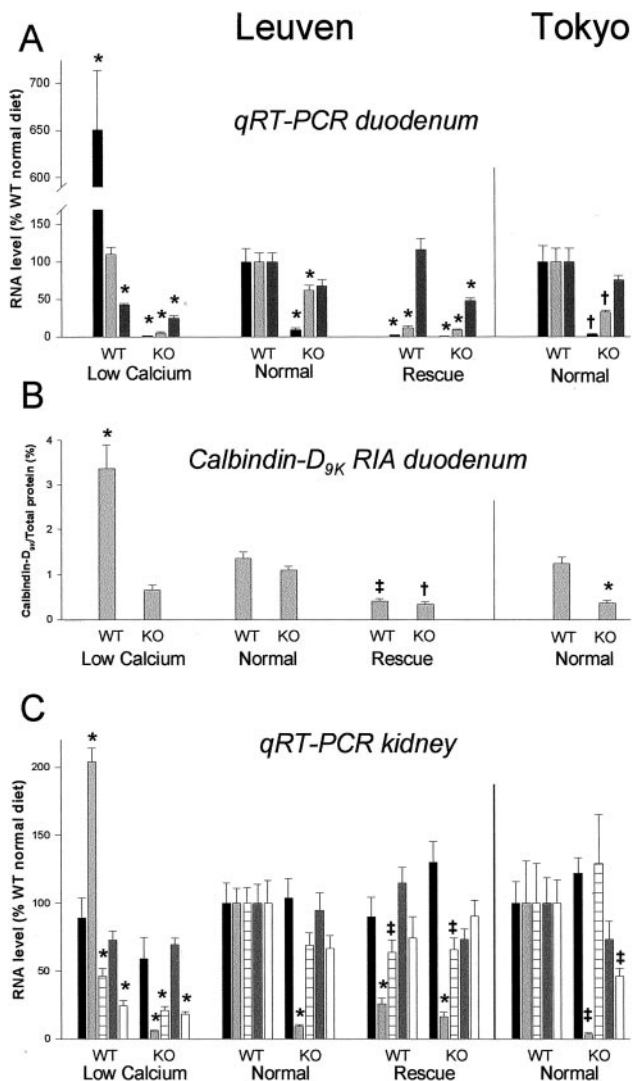 Leuven Tokyo
A
qRT-PCR duodenum
RNA level (% WT normal diet)
700
650
600
150
100
50
0
* * * * * * * * * * * * † †
WT KO WT KO WT KO WT KO
Low Calcium Normal Rescue Normal
B
Calbindin-D9K RIA duodenum
Calbindin-D9K/Total protein (%)
4
3
2
1
0
* ‡ † *
WT KO WT KO WT KO WT KO
Low Calcium Normal Rescue Normal
C
qRT-PCR kidney
RNA level (% WT normal diet)
200
150
100
50
0
* * * * * * * * ‡ * ‡ ‡ ‡
WT KO WT KO WT KO WT KO
Low Calcium Normal Rescue Normal